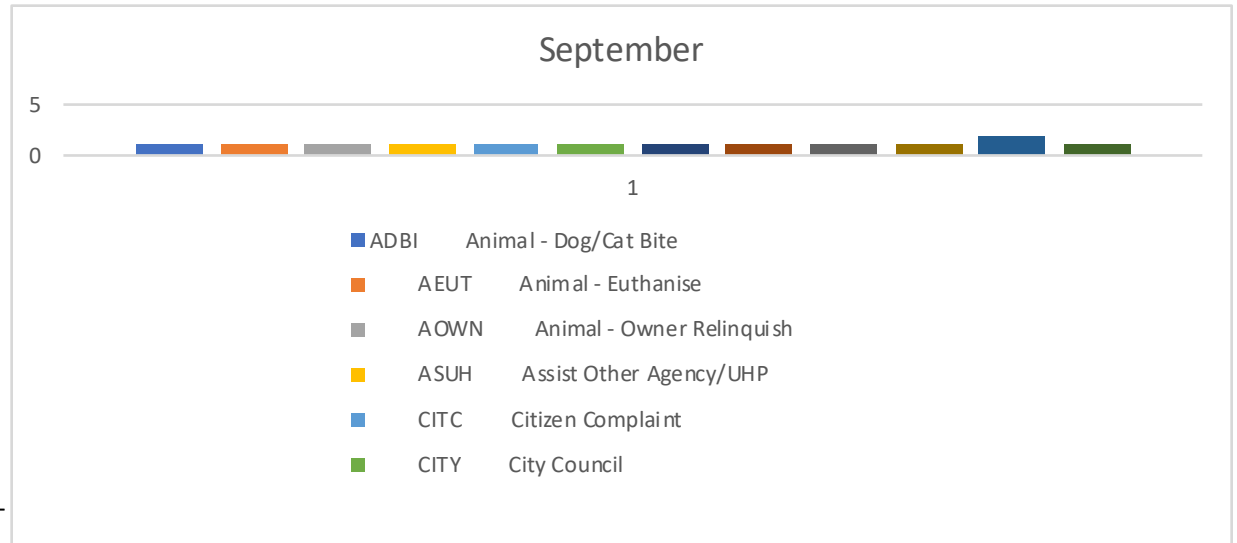 September
5
0
1
ADBI Animal - Dog/Cat Bite
AEUT Animal - Euthanise
AOWN Animal - Owner Relinquish
ASUH Assist Other Agency/UHP
CITC Citizen Complaint
CITY City Council